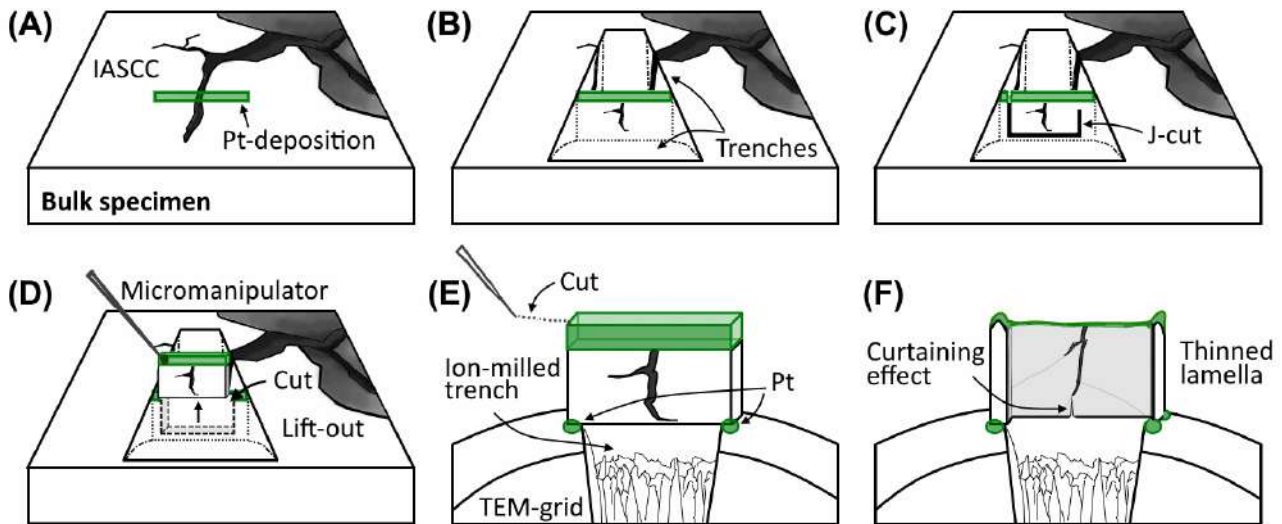 (A)
IASCC
Pt-deposition
Bulk specimen
(B)
Trenches
(C)
J-cut
(D)
Micromanipulator
Cut
Lift-out
(E)
Cut
Ion-milled
trench
Pt
TEM-grid
(F)
Curtaining
effect
Thinned
lamella